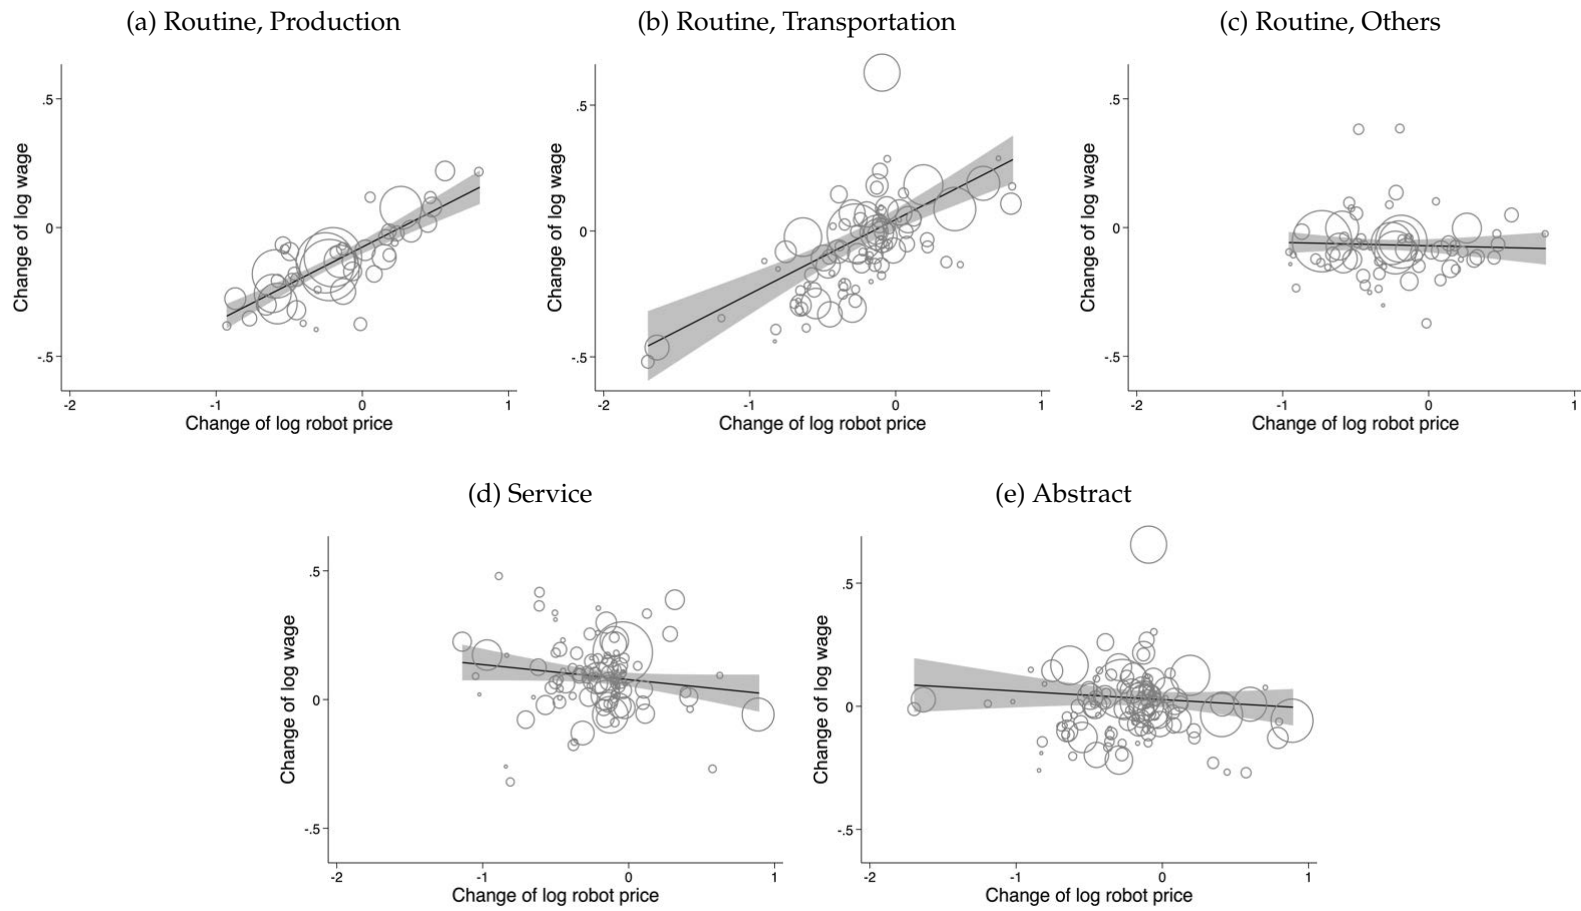 (a) Routine, Production
(b) Routine, Transportation
(c) Routine, Others
.5
0
-.5
-2
-1
0
1
Change of log wage
Change of log robot price
.5
0
-.5
-2
-1
0
1
Change of log wage
Change of log robot price
.5
0
-.5
-2
-1
0
1
Change of log wage
Change of log robot price
(d) Service
(e) Abstract
.5
0
-.5
-2
-1
0
1
Change of log wage
Change of log robot price
.5
0
-.5
-2
-1
0
1
Change of log wage
Change of log robot price